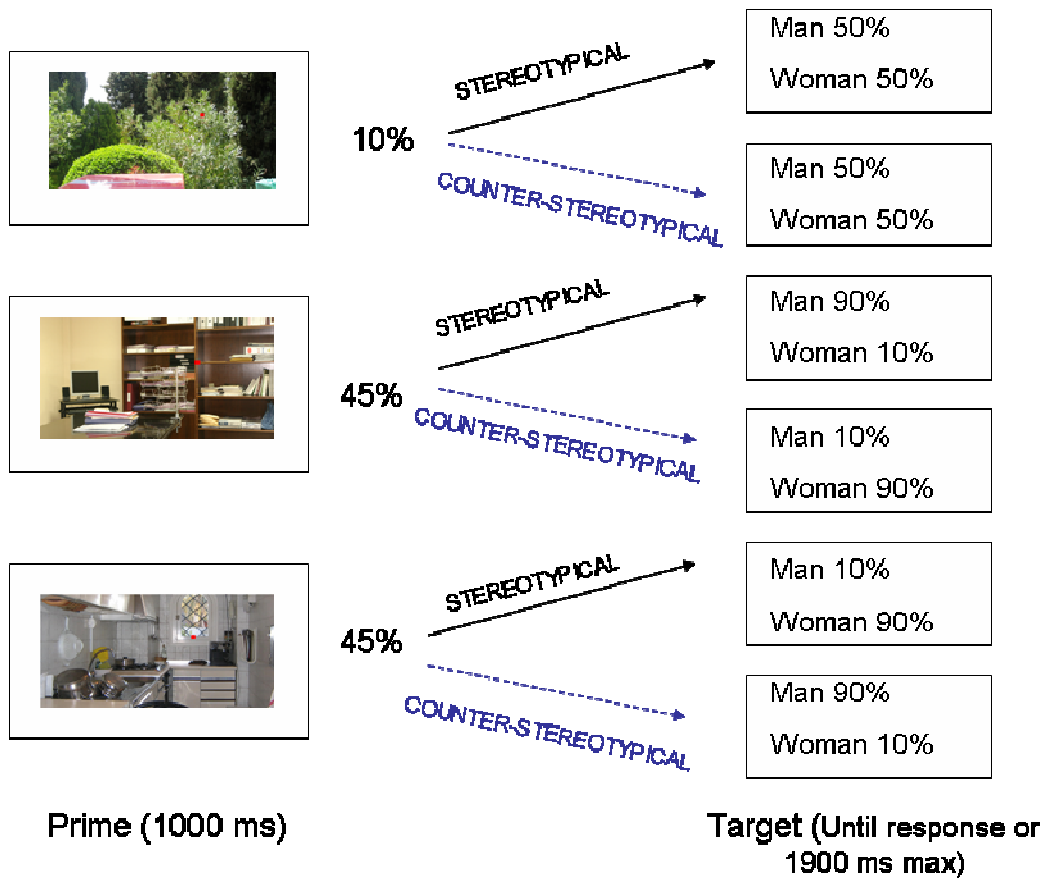 STEREOTYPICAL
10%
COUNTER-STEREOTYPICAL
Man 50%
Woman 50%
Man 50%
Woman 50%
STEREOTYPICAL
45%
COUNTER-STEREOTYPICAL
Man 90%
Woman 10%
Man 10%
Woman 90%
STEREOTYPICAL
45%
COUNTER-STEREOTYPICAL
Man 10%
Woman 90%
Man 90%
Woman 10%
Prime (1000 ms)
Target (Until response or
1900 ms max)